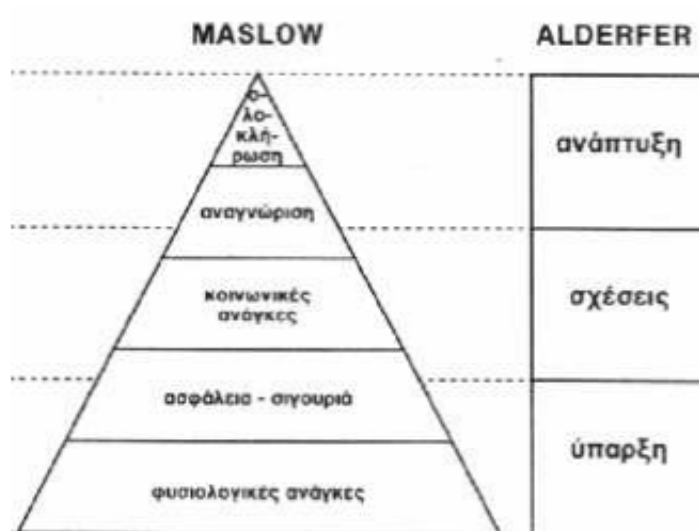 MASLOW
ο-
λο-
κλή-
ρωση
αναγνώριση
κοινωνικές
ανάγκες
ασφάλεια - σιγουριά
φυσιολογικές ανάγκες
ALDERFER
ανάπτυξη
σχέσεις
ύπαρξη